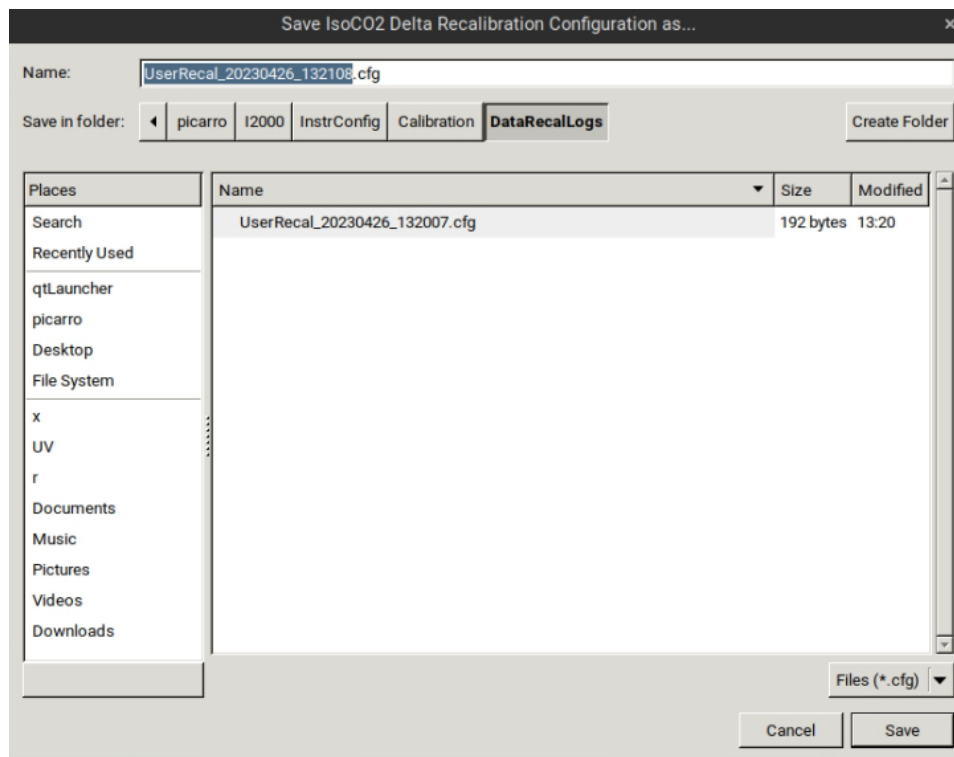 Save IsoCO2 Delta Recalibration Configuration as...
Name: UserRecal_20230426_132108.cfg
Save in folder: picarro I2000 InstrConfig Calibration DataRecalLogs Create Folder
Places Name Size Modified
Search UserRecal_20230426_132007.cfg 192 bytes 13:20
Recently Used
qtLauncher
picarro
Desktop
File System
x
UV
r
Documents
Music
Pictures
Videos
Downloads
Files (*.cfg)
Cancel Save